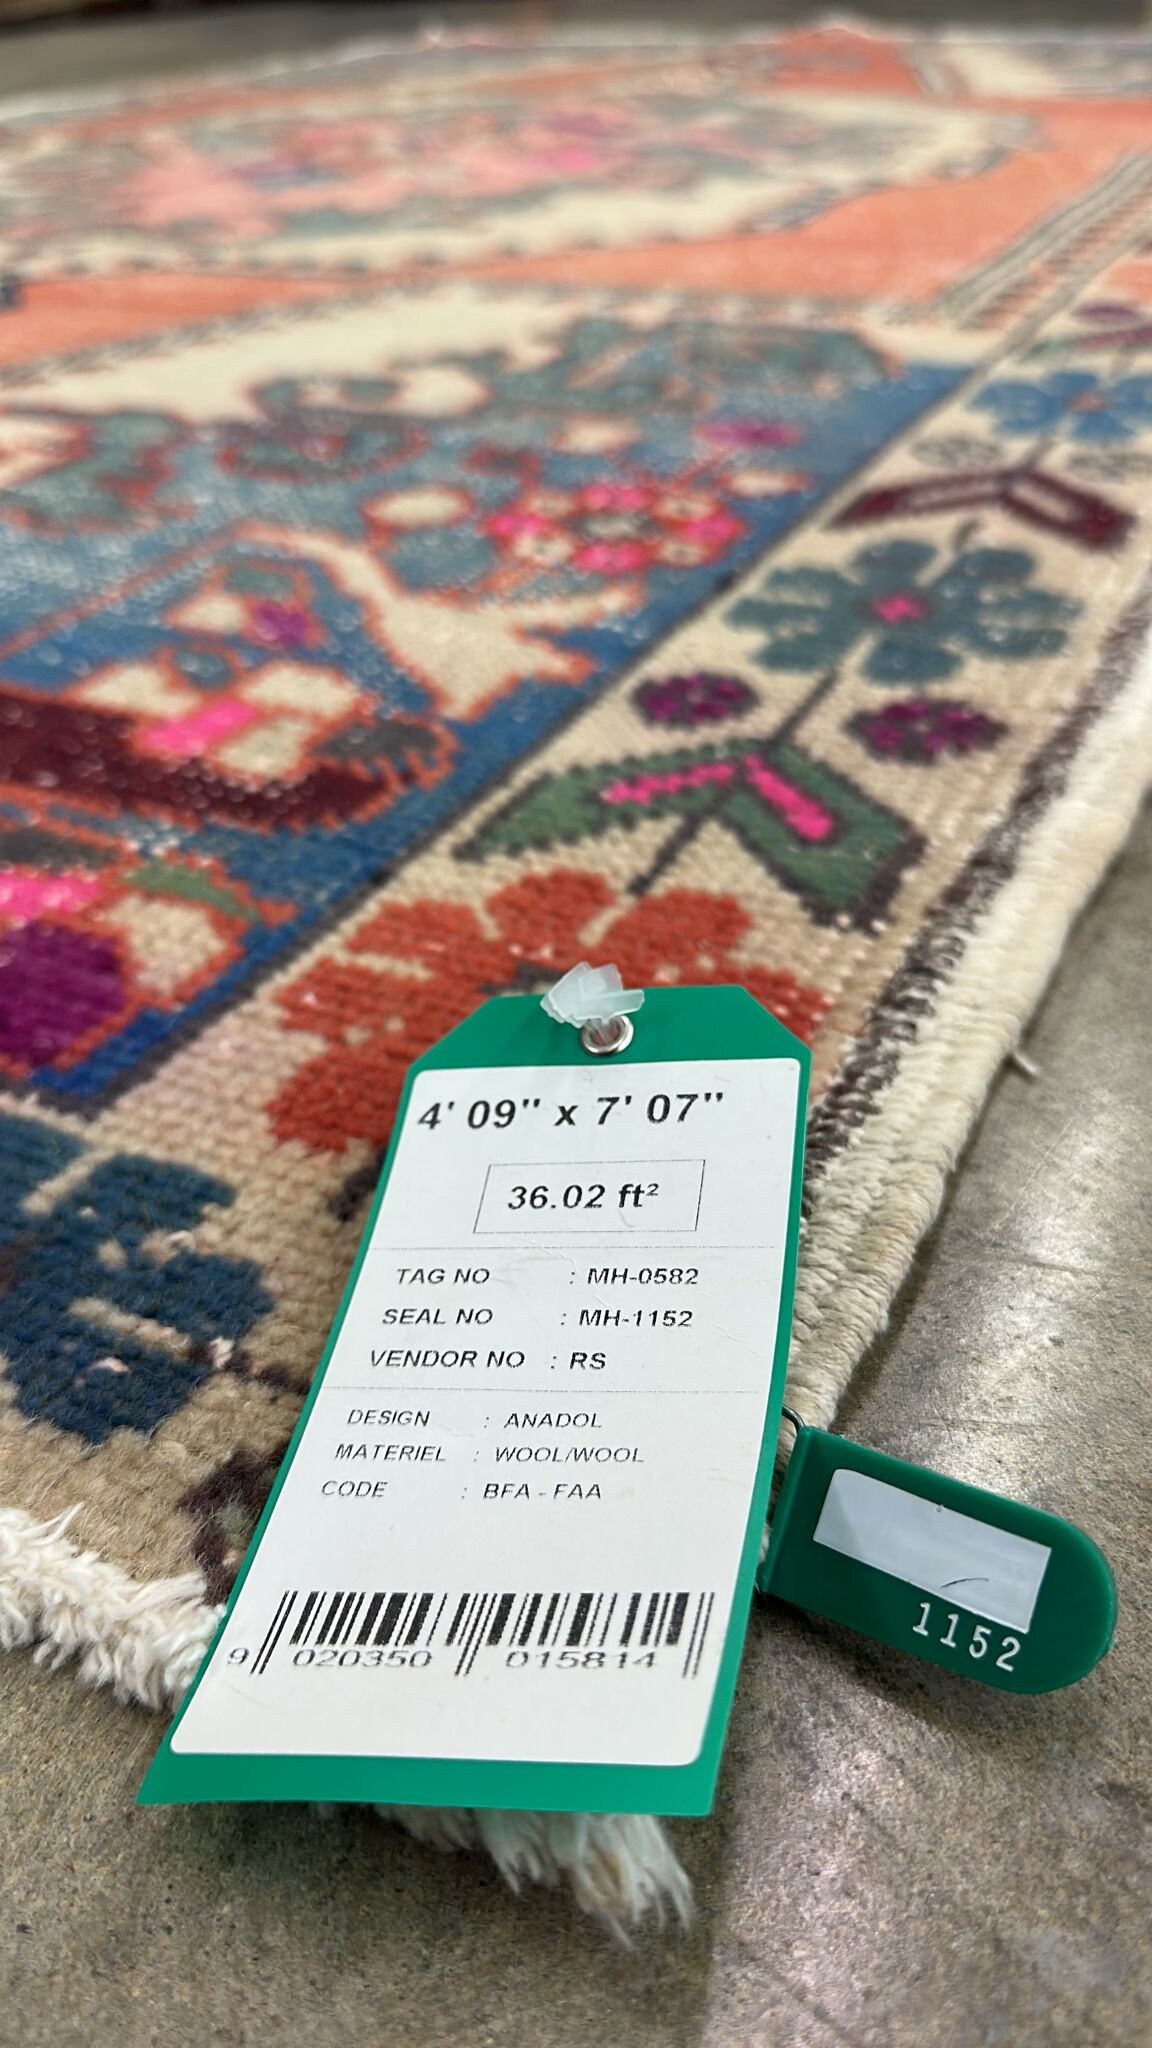 4' 09" x 7' 07"
36.02 ft²
TAG NO : MH-0582
SEAL NO : MH-1152
VENDOR NO : RS
DESIGN : ANADOL
MATERIEL : WOOL/WOOL
CODE : BFA - FAA
9 020350 015814
1152